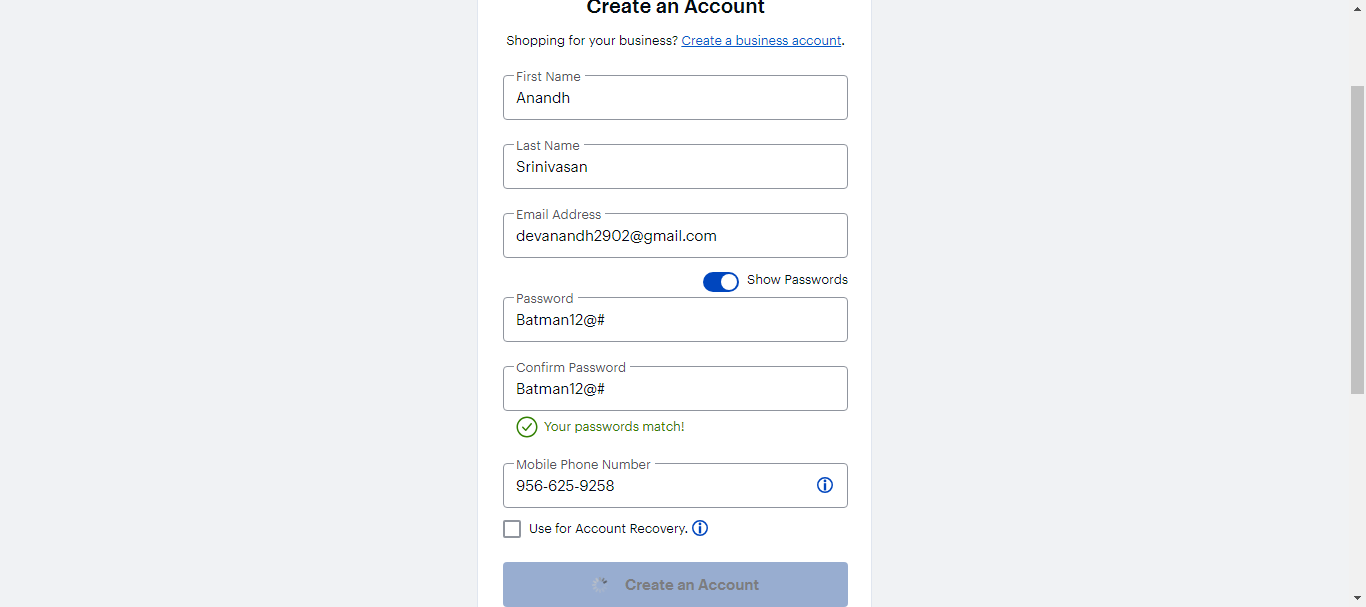 Create an Account
Shopping for your business? Create a business account.
First Name
Anandh
Last Name
Srinivasan
Email Address
devanandh2902@gmail.com
Show Passwords
Password
Batman12@#
Confirm Password
Batman12@#
Your passwords match!
Mobile Phone Number
956-625-9258
Use for Account Recovery.
Create an Account